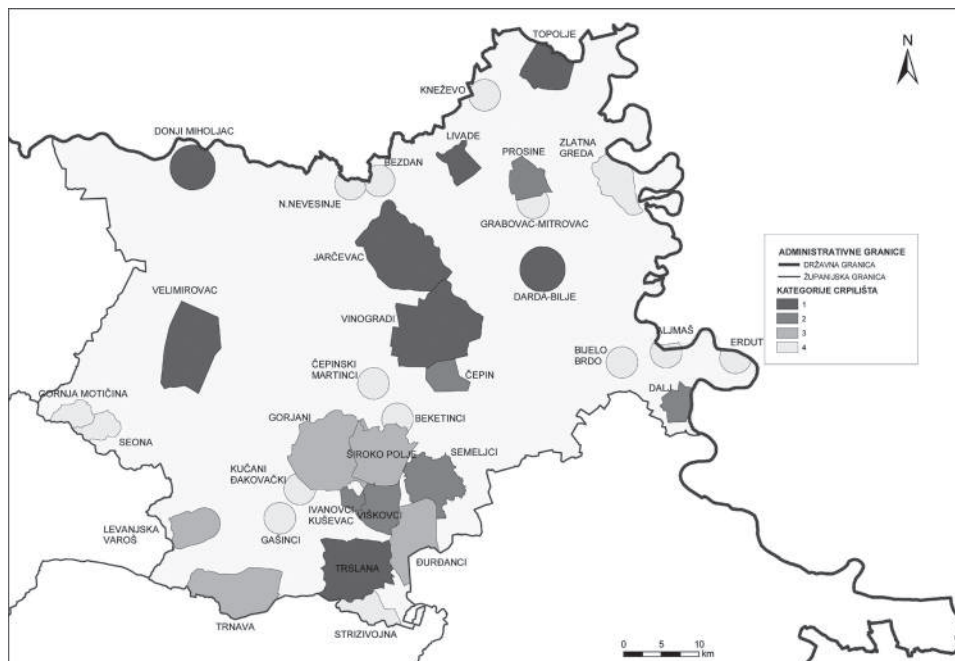 TOPOLJE
N
KNEŽEVO
DONJI MIHOLJAC
LIVADE
BEZDAN
PROSINE
ZLATNA
GREDA
N.NEVESINJE
GRABOVAC-MITROVAC
JARČEVAC
DARDA-BILJE
VELIMIROVAC
VINOGRADI
ADMINISTRATIVNE GRANICE
DRŽAVNA GRANICA
ŽUPANIJSKA GRANICA
KATEGORIJE CRPILIŠTA
1
2
3
4
ALJMAŠ
ERDUT
BIJELO
BRDO
ČEPINSKI
MARTINCI
ČEPIN
DALJ
GORNJA MOTIČINA
SEONA
GORJANI
BEKETINCI
ŠIROKO POLJE
SEMELJCI
KUČANI
ĐAKOVAČKI
IVANOVCI
KUŠEVAC
VIŠKOVCI
LEVANJSKA
VAROŠ
GAŠINCI
ĐURĐANCI
TRSLANA
TRNAVA
STRIZIVOJNA
0 5 10
km